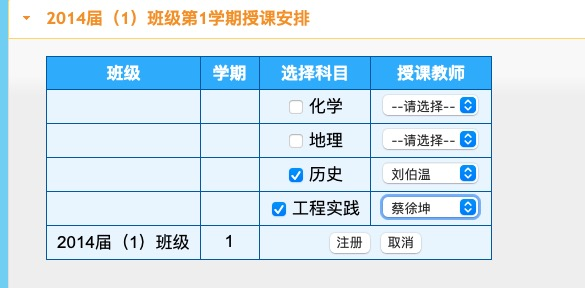 2014届（1）班级第1学期授课安排
班级 学期 选择科目 授课教师
化学 --请选择--
地理 --请选择--
历史 刘伯温
工程实践 蔡徐坤
2014届（1）班级 1 注册 取消